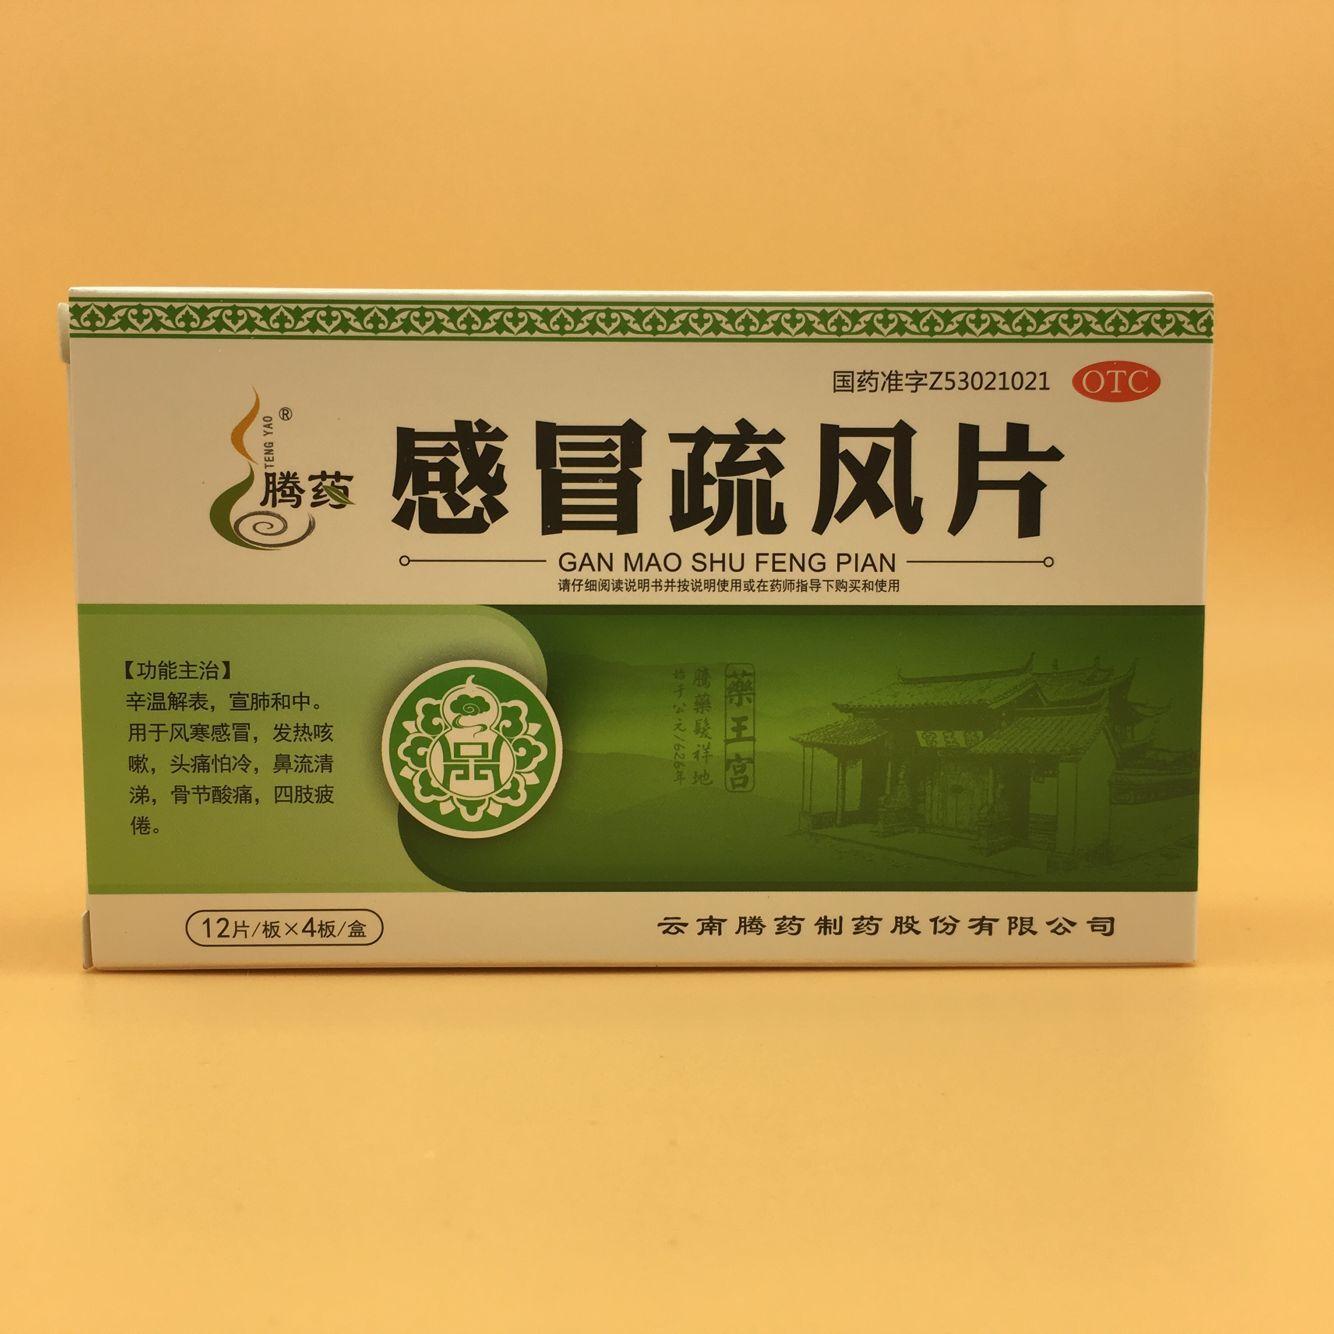 国药准字Z53021021
OTC
TENG YAO
®
腾药
感冒疏风片
GAN MAO SHU FENG PIAN
请仔细阅读说明书并按说明使用或在药师指导下购买和使用
【功能主治】
辛温解表，宣肺和中。
用于风寒感冒，发热咳
嗽，头痛怕冷，鼻流清
涕，骨节酸痛，四肢疲
倦。
藥王宫
腾藥髮祥地
始于公元1626年
12片/板×4板/盒
云南腾药制药股份有限公司